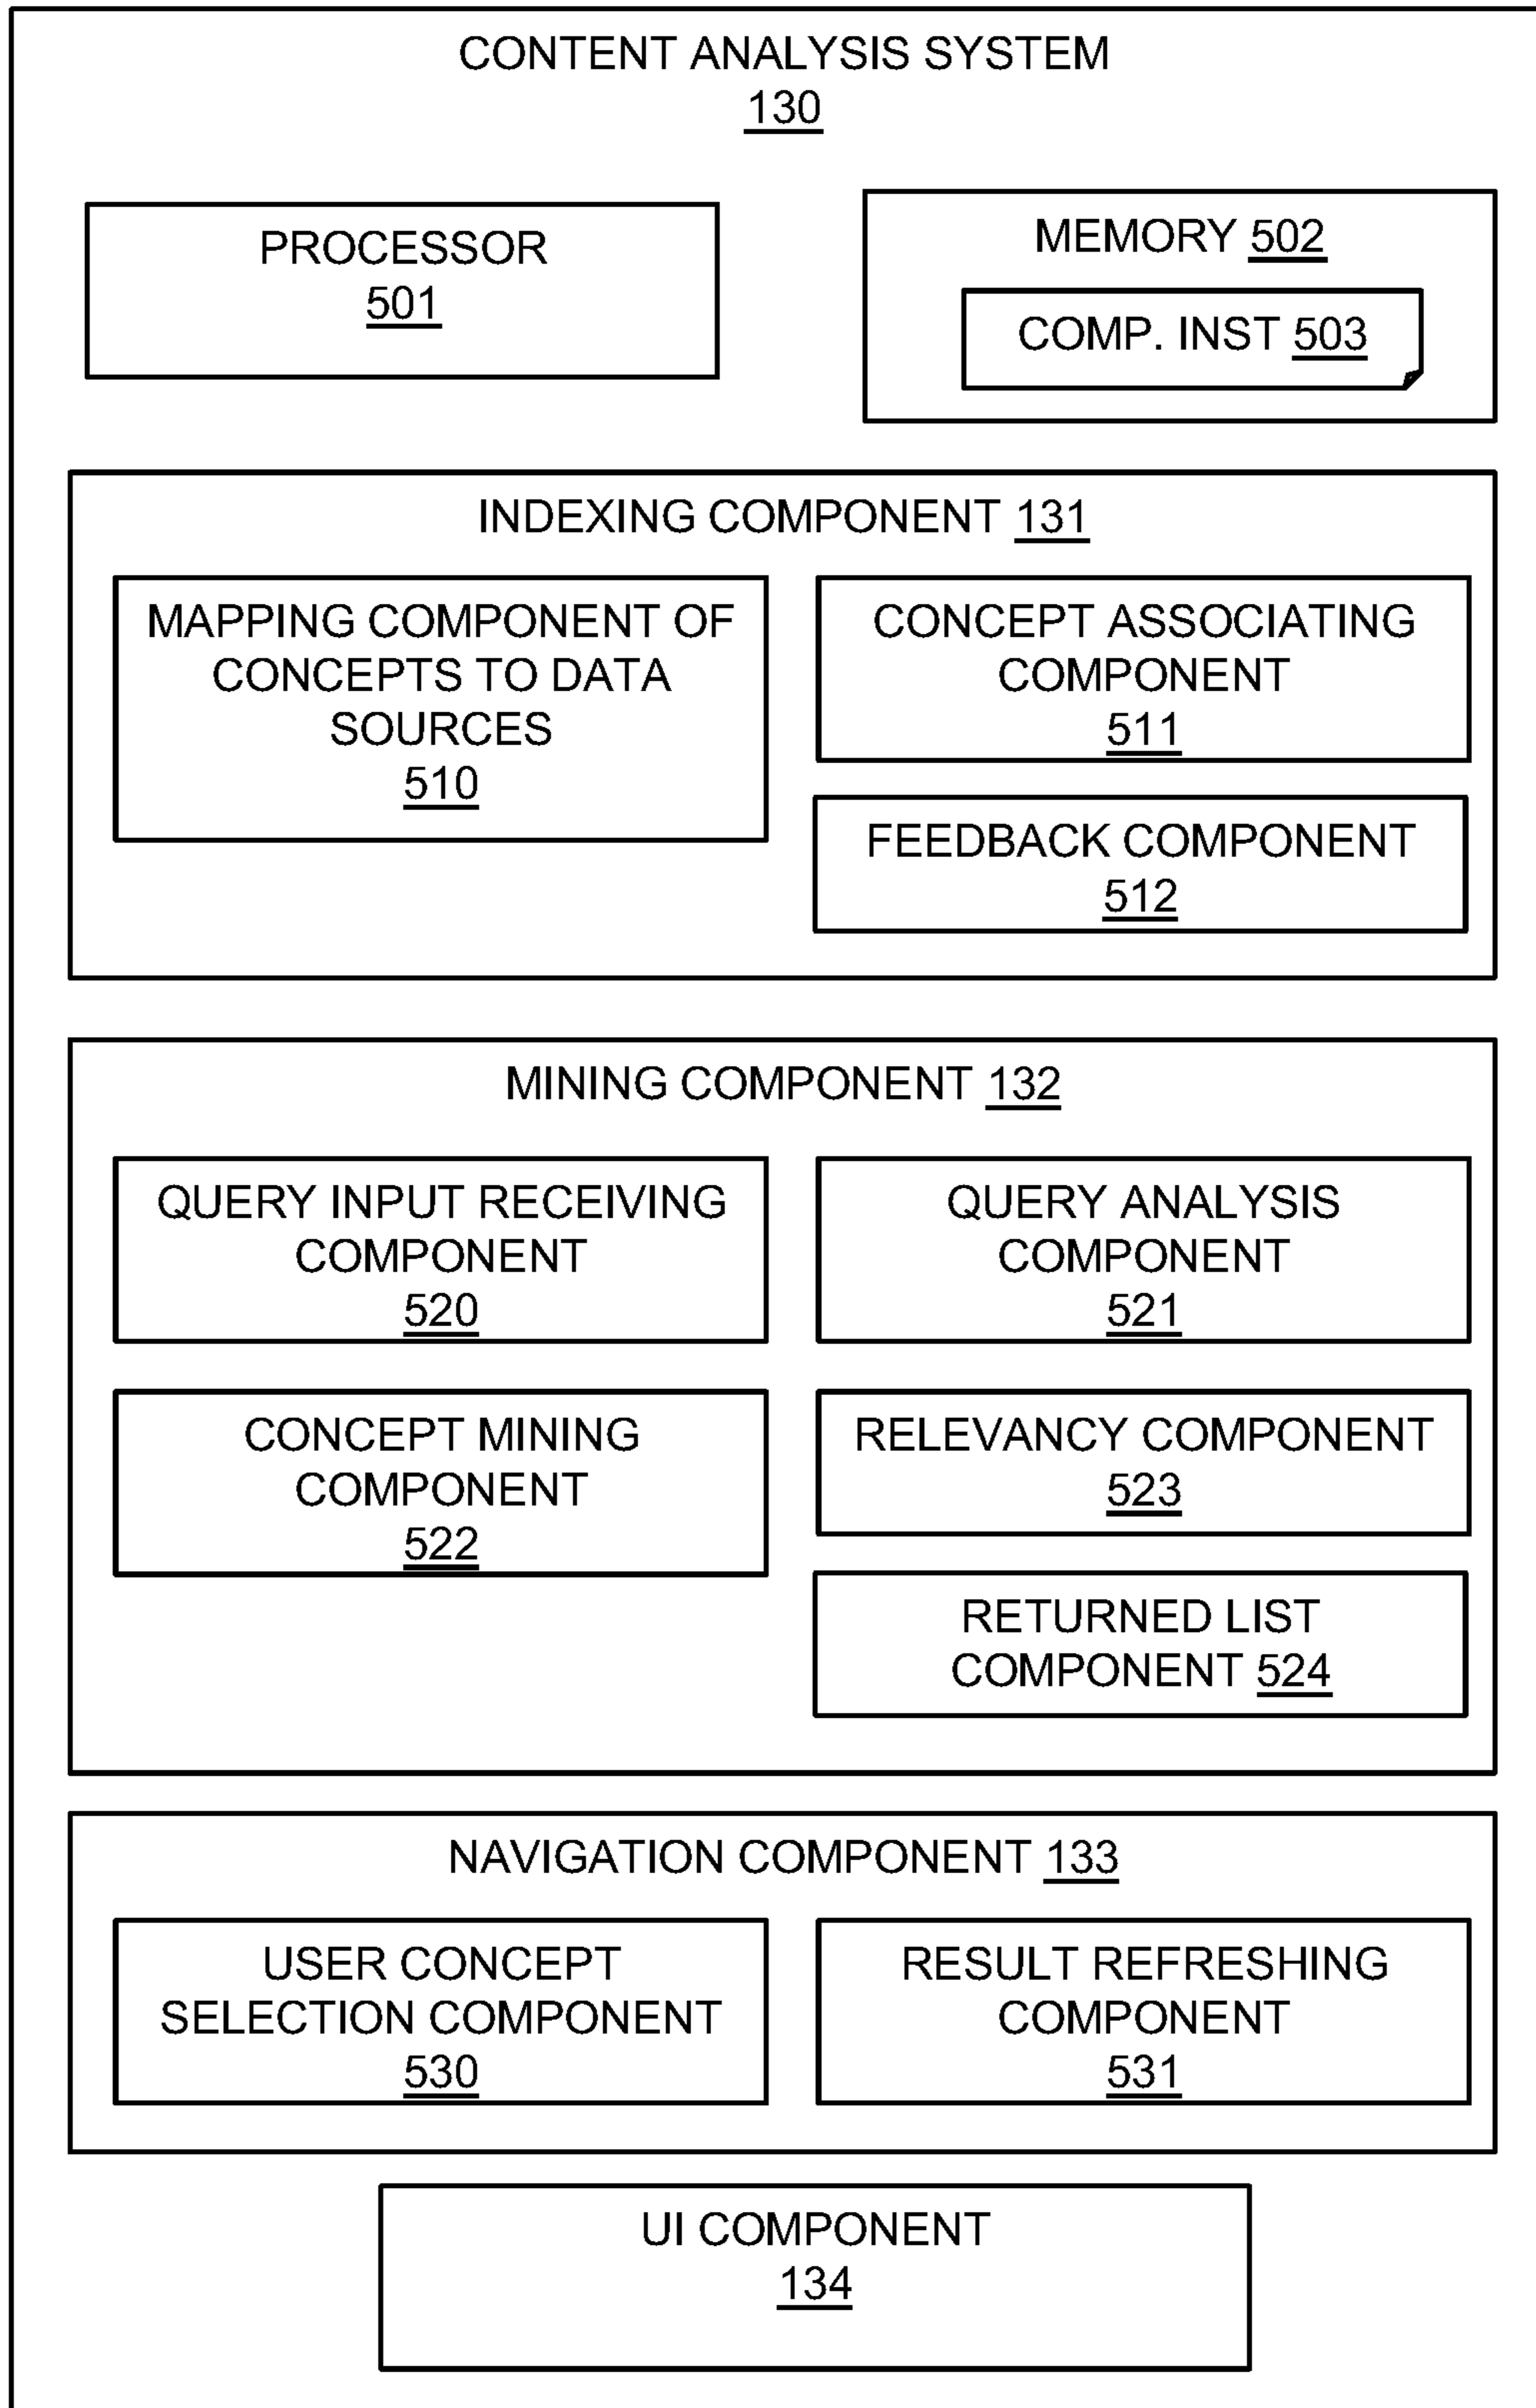 CONTENT ANALYSIS SYSTEM
130
PROCESSOR
501
MEMORY 502
COMP. INST 503
INDEXING COMPONENT 131
MAPPING COMPONENT OF
CONCEPTS TO DATA
SOURCES
510
CONCEPT ASSOCIATING
COMPONENT
511
FEEDBACK COMPONENT
512
MINING COMPONENT 132
QUERY INPUT RECEIVING
COMPONENT
520
QUERY ANALYSIS
COMPONENT
521
CONCEPT MINING
COMPONENT
522
RELEVANCY COMPONENT
523
RETURNED LIST
COMPONENT 524
NAVIGATION COMPONENT 133
USER CONCEPT
SELECTION COMPONENT
530
RESULT REFRESHING
COMPONENT
531
UI COMPONENT
134